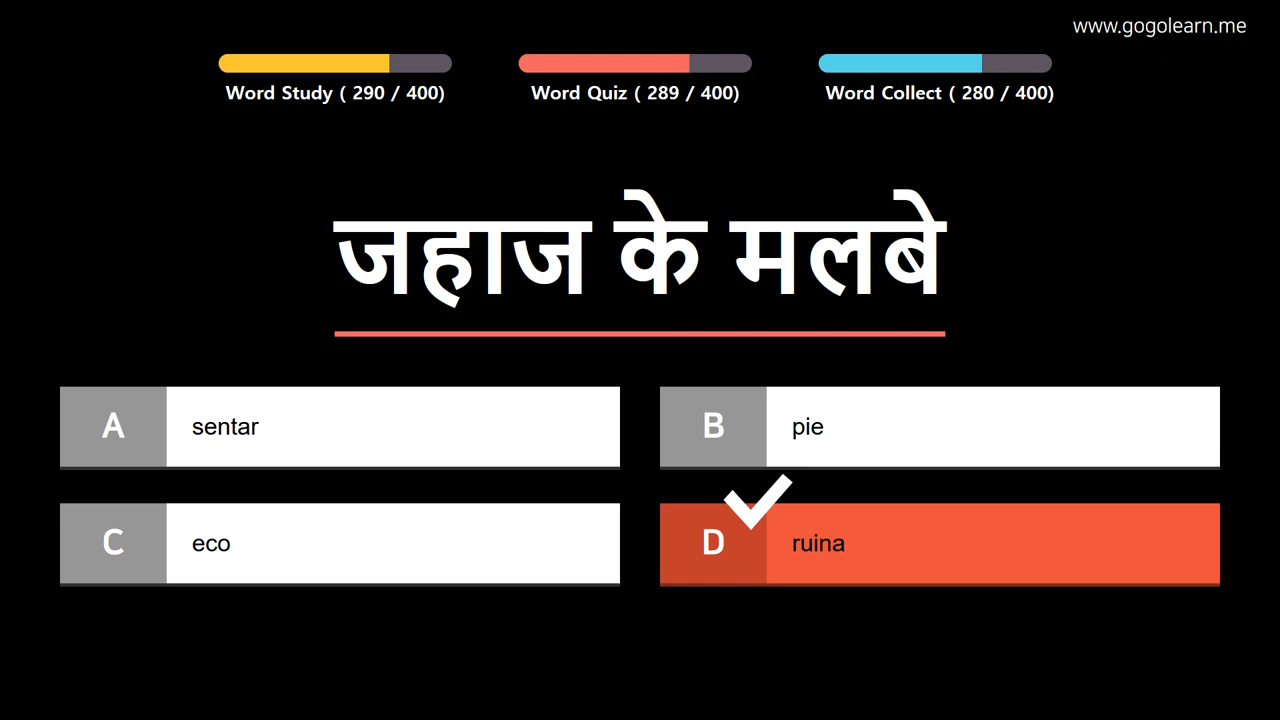 www.gogolearn.me
Word Study ( 290 / 400)
Word Quiz ( 289 / 400)
Word Collect ( 280 / 400)
जहाज के मलबे
A
sentar
B
pie
C
eco
D
ruina